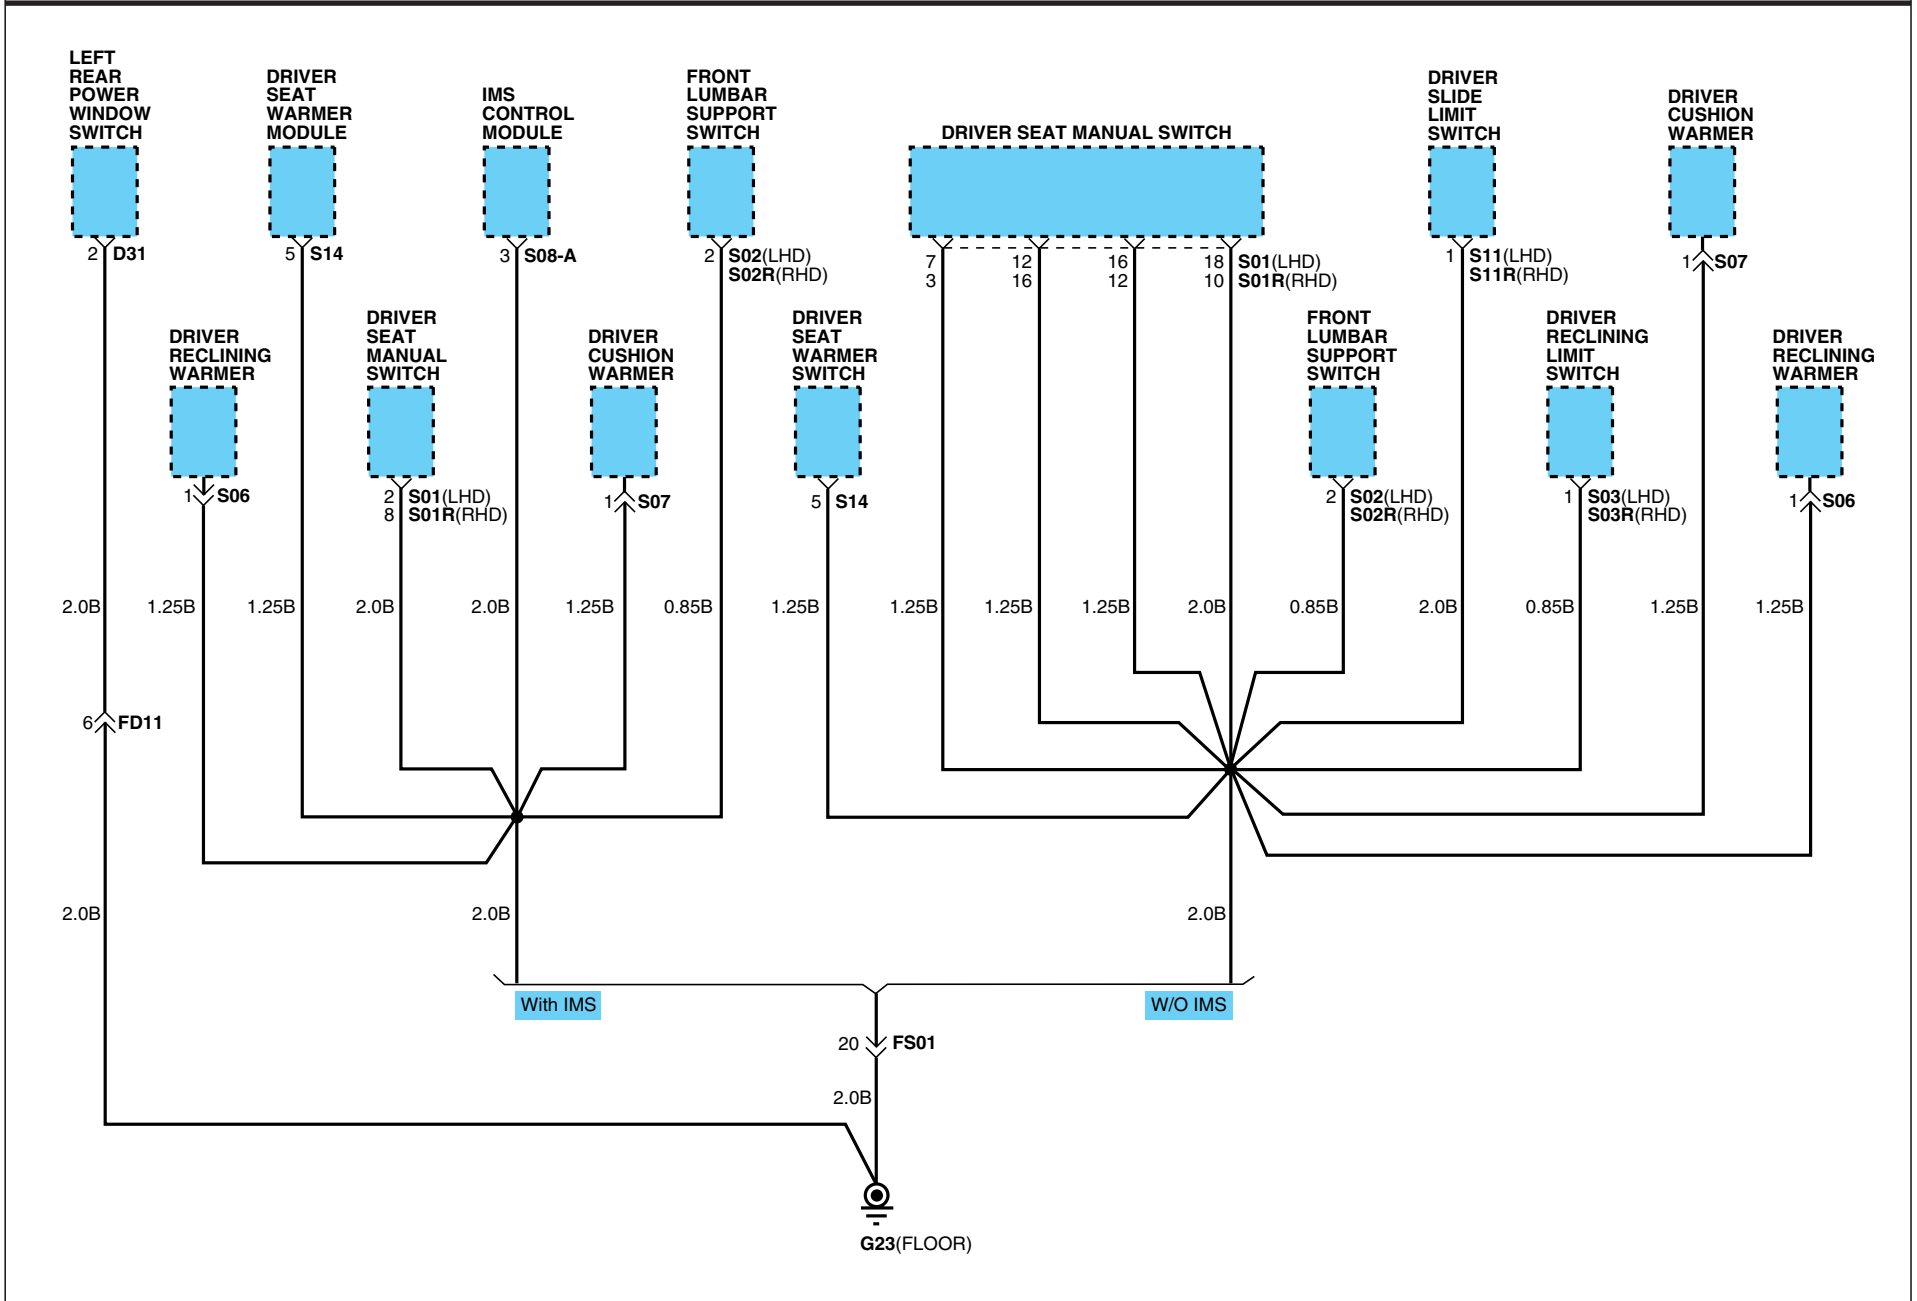 LEFT
REAR
POWER
WINDOW
SWITCH
DRIVER
SEAT
WARMER
MODULE
IMS
CONTROL
MODULE
FRONT
LUMBAR
SUPPORT
SWITCH
DRIVER SEAT MANUAL SWITCH
DRIVER
SLIDE
LIMIT
SWITCH
DRIVER
CUSHION
WARMER
2 D31
5 S14
3 S08-A
2 S02(LHD)
S02R(RHD)
7 12 16 18 S01(LHD)
3 16 12 10 S01R(RHD)
1 S11(LHD)
S11R(RHD)
1 S07
DRIVER
RECLINING
WARMER
DRIVER
SEAT
MANUAL
SWITCH
DRIVER
CUSHION
WARMER
DRIVER
SEAT
WARMER
SWITCH
FRONT
LUMBAR
SUPPORT
SWITCH
DRIVER
RECLINING
LIMIT
SWITCH
DRIVER
RECLINING
WARMER
1 S06
2 S01(LHD)
8 S01R(RHD)
1 S07
5 S14
2 S02(LHD)
S02R(RHD)
1 S03(LHD)
S03R(RHD)
1 S06
2.0B 1.25B 1.25B 2.0B 2.0B 1.25B 0.85B 1.25B 1.25B 1.25B 1.25B 2.0B 0.85B 2.0B 0.85B 1.25B 1.25B
6 FD11
2.0B 2.0B 2.0B
With IMS W/O IMS
20 FS01
2.0B
G23(FLOOR)